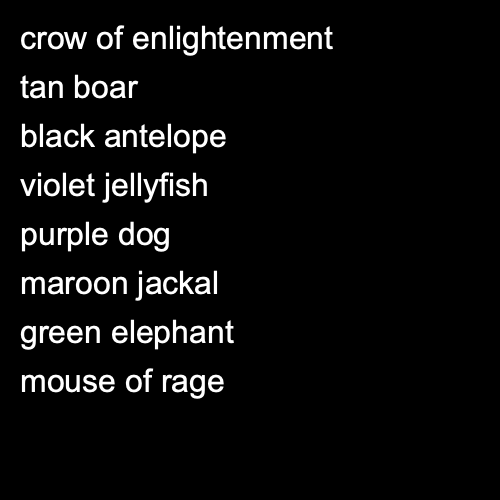 crow of enlightenment
tan boar
black antelope
violet jellyfish
purple dog
maroon jackal
green elephant
mouse of rage